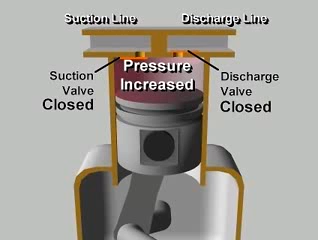 Suction Line
Discharge Line
Pressure
Increased
Suction
Valve
Closed
Discharge
Valve
Closed